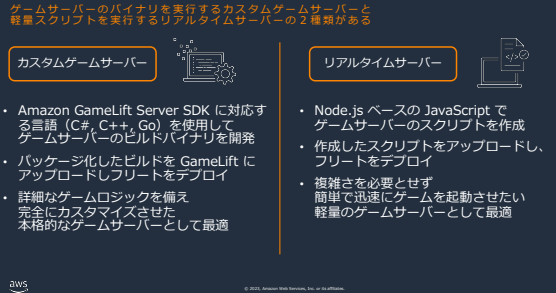 ゲームサーバーのバイナリを実行するカスタムゲームサーバーと
軽量スクリプトを実行するリアルタイムサーバーの２種類がある
カスタムゲームサーバー
• Amazon GameLift Server SDK に対応す
る言語（C#, C++, Go）を使用して
ゲームサーバーのビルドバイナリを開発
• パッケージ化したビルドを GameLift に
アップロードしフリートをデプロイ
• 詳細なゲームロジックを備え
完全にカスタマイズさせた
本格的なゲームサーバーとして最適
リアルタイムサーバー
• Node.js ベースの JavaScript で
ゲームサーバーのスクリプトを作成
• 作成したスクリプトをアップロードし、
フリートをデプロイ
• 複雑さを必要とせず
簡単で迅速にゲームを起動させたい
軽量のゲームサーバーとして最適
aws
© 2023, Amazon Web Services, Inc. or its affiliates.